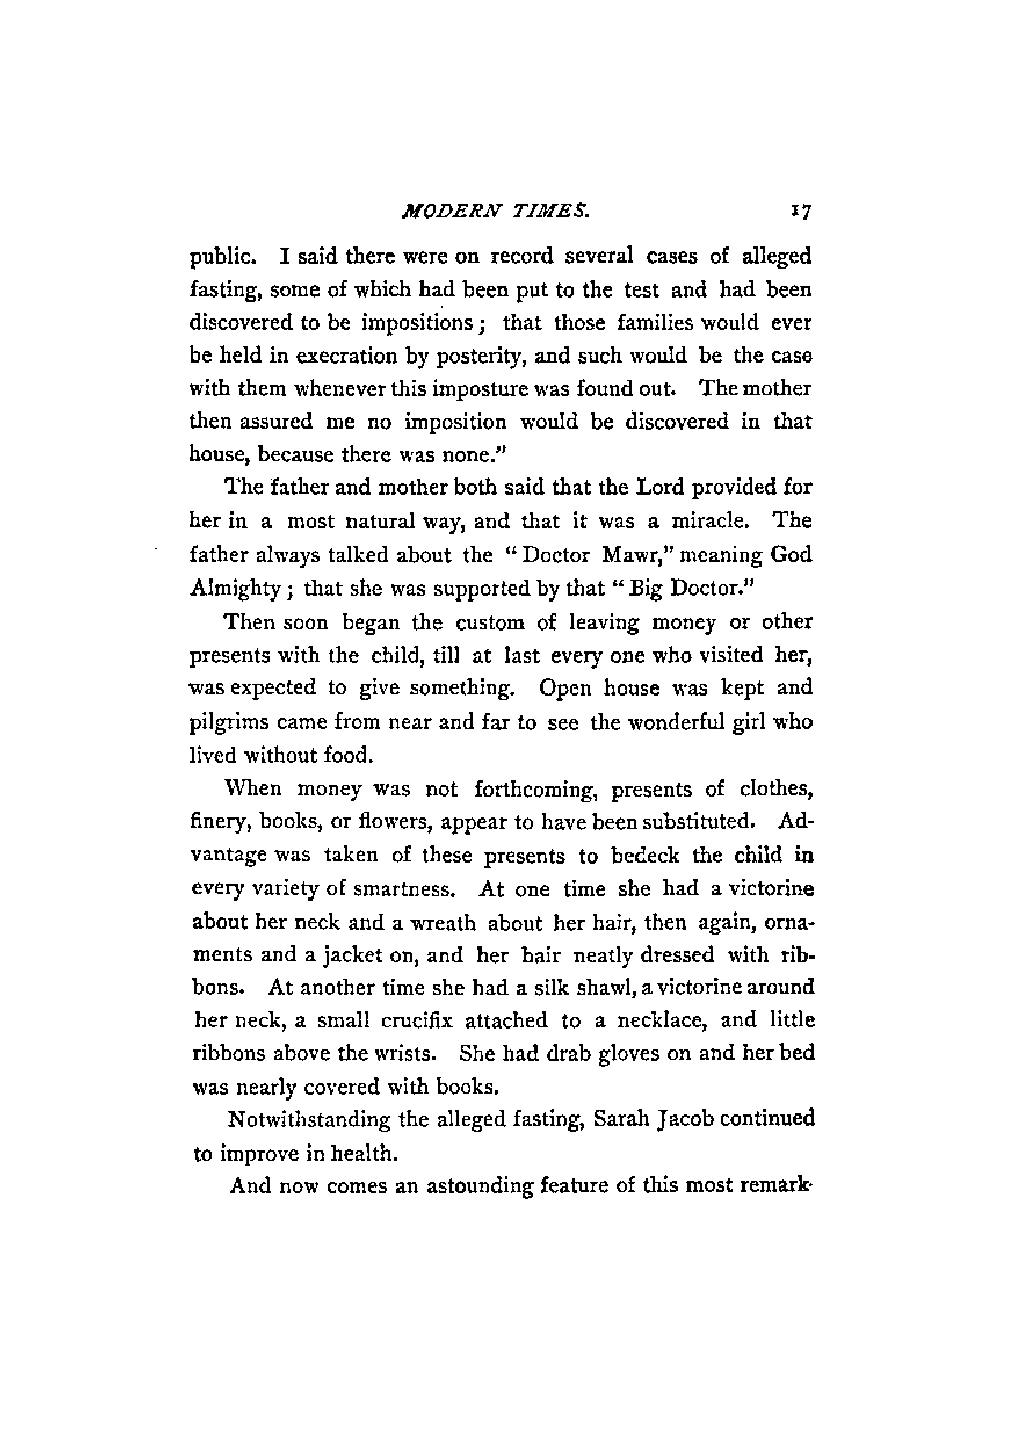 MODERN TIMES. 17
public. I said there were on record several cases of alleged
fasting, some of which had been put to the test and had been
discovered to be impositions; that those families would ever
be held in execration by posterity, and such would be the case
with them whenever this imposture was found out. The mother
then assured me no imposition would be discovered in that
house, because there was none."
The father and mother both said that the Lord provided for
her in a most natural way, and that it was a miracle. The
father always talked about the "Doctor Mawr," meaning God
Almighty; that she was supported by that "Big Doctor."
Then soon began the custom of leaving money or other
presents with the child, till at last every one who visited her,
was expected to give something. Open house was kept and
pilgrims came from near and far to see the wonderful girl who
lived without food.
When money was not forthcoming, presents of clothes,
finery, books, or flowers, appear to have been substituted. Ad-
vantage was taken of these presents to bedeck the child in
every variety of smartness. At one time she had a victorine
about her neck and a wreath about her hair, then again, orna-
ments and a jacket on, and her hair neatly dressed with rib-
bons. At another time she had a silk shawl, a victorine around
her neck, a small crucifix attached to a necklace, and little
ribbons above the wrists. She had drab gloves on and her bed
was nearly covered with books.
Notwithstanding the alleged fasting, Sarah Jacob continued
to improve in health.
And now comes an astounding feature of this most remark-